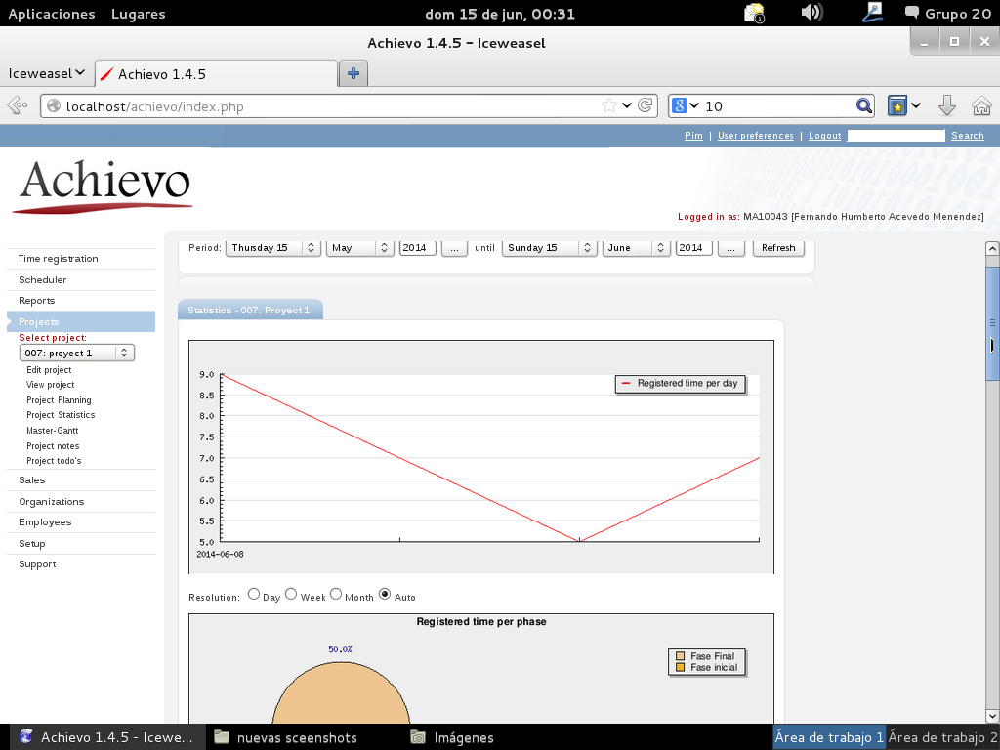 Aplicaciones Lugares dom 15 de jun, 00:31 1 Grupo 20
Achievo 1.4.5 – Iceweasel
Iceweasel Achievo 1.4.5
localhost/achievo/index.php 8 10
Pim | User preferences | Logout Search
Achievo
Logged in as: MA10043 [Fernando Humberto Acevedo Menendez]
Period: Thursday 15 May 2014 ... until Sunday 15 June 2014 ... Refresh
Time registration
Scheduler
Reports
Projects
Select project:
007: proyect 1
Edit project
View project
Project Planning
Project Statistics
Master-Gantt
Project notes
Project todo's
Sales
Organizations
Employees
Setup
Support
Statistics - 007: Proyect 1
Registered time per day
9.0
8.5
8.0
7.5
7.0
6.5
6.0
5.5
5.0
2014-06-08
Resolution: Day Week Month Auto
Registered time per phase
50.0%
Fase Final
Fase inicial
Achievo 1.4.5 - Icewe... nuevas sceenshots Imágenes Área de trabajo 1 Área de trabajo 2